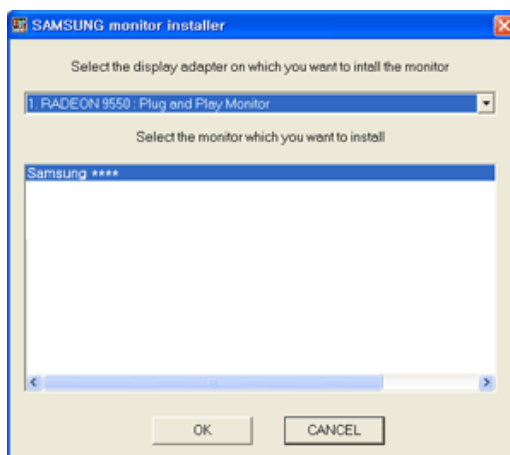 SAMSUNG monitor installer
Select the display adapter on which you want to intall the monitor
1. RADEON 9550 : Plug and Play Monitor
Select the monitor which you want to install
Samsung ****
OK
CANCEL